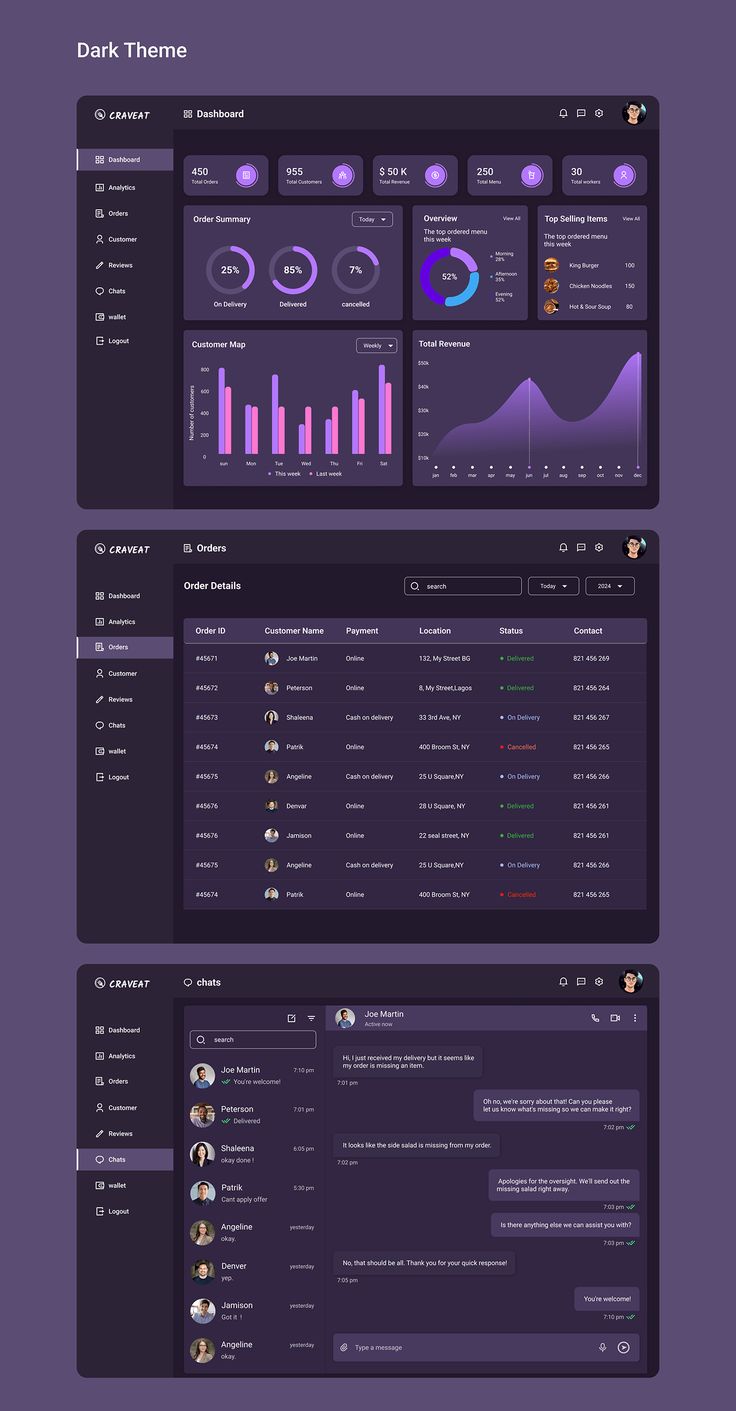 Dark Theme
CRAVEAT
Dashboard
Dashboard
Analytics
Orders
Customer
Reviews
Chats
wallet
Logout
450
Total Orders
955
Total Customers
$ 50 K
Total Revenue
250
Total Menu
30
Total workers
Order Summary
Today
25%
On Delivery
85%
Delivered
7%
cancelled
Overview
View All
The top ordered menu
this week
52%
Morning
28%
Afternoon
35%
Evening
52%
Top Selling Items
View All
The top ordered menu
this week
King Burger 100
Chicken Noodles 150
Hot & Sour Soup 80
Customer Map
Weekly
Number of customers
800
600
400
200
0
sun Mon Tue Wed Thu Fri Sat
This week Last week
Total Revenue
$50k
$40k
$30k
$20k
$10k
jan feb mar apr may jun jul aug sep oct nov dec
CRAVEAT
Orders
Dashboard
Analytics
Orders
Customer
Reviews
Chats
wallet
Logout
Order Details
search
Today
2024
Order ID Customer Name Payment Location Status Contact
#45671 Joe Martin Online 132, My Street BG Delivered 821 456 269
#45672 Peterson Online 8, My Street,Lagos Delivered 821 456 264
#45673 Shaleena Cash on delivery 33 3rd Ave, NY On Delivery 821 456 267
#45674 Patrik Online 400 Broom St, NY Cancelled 821 456 265
#45675 Angeline Cash on delivery 25 U Square,NY On Delivery 821 456 266
#45676 Denvar Online 28 U Square, NY Delivered 821 456 261
#45676 Jamison Online 22 seal street, NY Delivered 821 456 261
#45675 Angeline Cash on delivery 25 U Square,NY On Delivery 821 456 266
#45674 Patrik Online 400 Broom St, NY Cancelled 821 456 265
CRAVEAT
chats
Dashboard
Analytics
Orders
Customer
Reviews
Chats
wallet
Logout
search
Joe Martin 7:10 pm
You're welcome!
Peterson 7:01 pm
Delivered
Shaleena 6:05 pm
okay done !
Patrik 5:30 pm
Cant apply offer
Angeline yesterday
okay.
Denver yesterday
yep.
Jamison yesterday
Got it !
Angeline yesterday
okay.
Joe Martin
Active now
Hi, I just received my delivery but it seems like
my order is missing an item.
7:01 pm
Oh no, we're sorry about that! Can you please
let us know what's missing so we can make it right?
7:02 pm
It looks like the side salad is missing from my order.
7:02 pm
Apologies for the oversight. We'll send out the
missing salad right away.
7:03 pm
Is there anything else we can assist you with?
7:03 pm
No, that should be all. Thank you for your quick response!
7:05 pm
You're welcome!
7:10 pm
Type a message